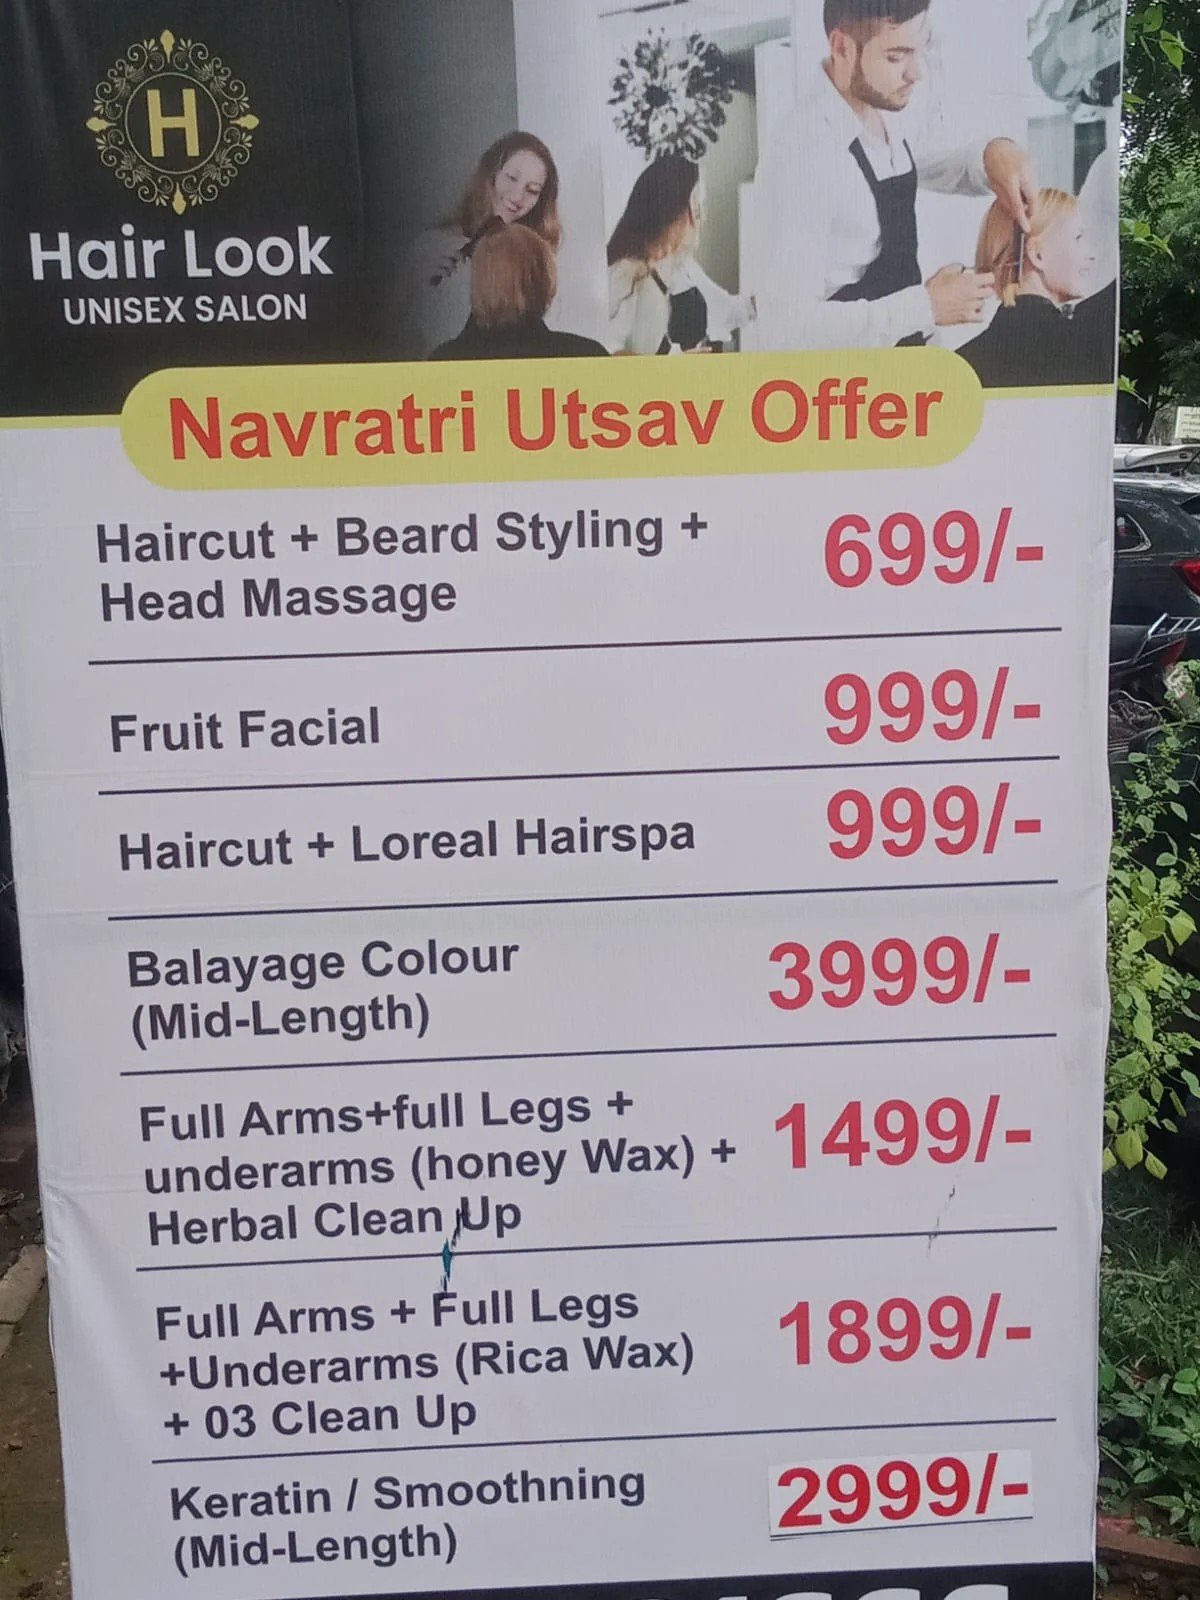 H
Hair Look
UNISEX SALON
Navratri Utsav Offer
Haircut + Beard Styling +
Head Massage
699/-
Fruit Facial
999/-
Haircut + Loreal Hairspa
999/-
Balayage Colour
(Mid-Length)
3999/-
Full Arms+full Legs +
underarms (honey Wax) +
Herbal Clean Up
1499/-
Full Arms + Full Legs
+Underarms (Rica Wax)
+ 03 Clean Up
1899/-
Keratin / Smoothning
(Mid-Length)
2999/-